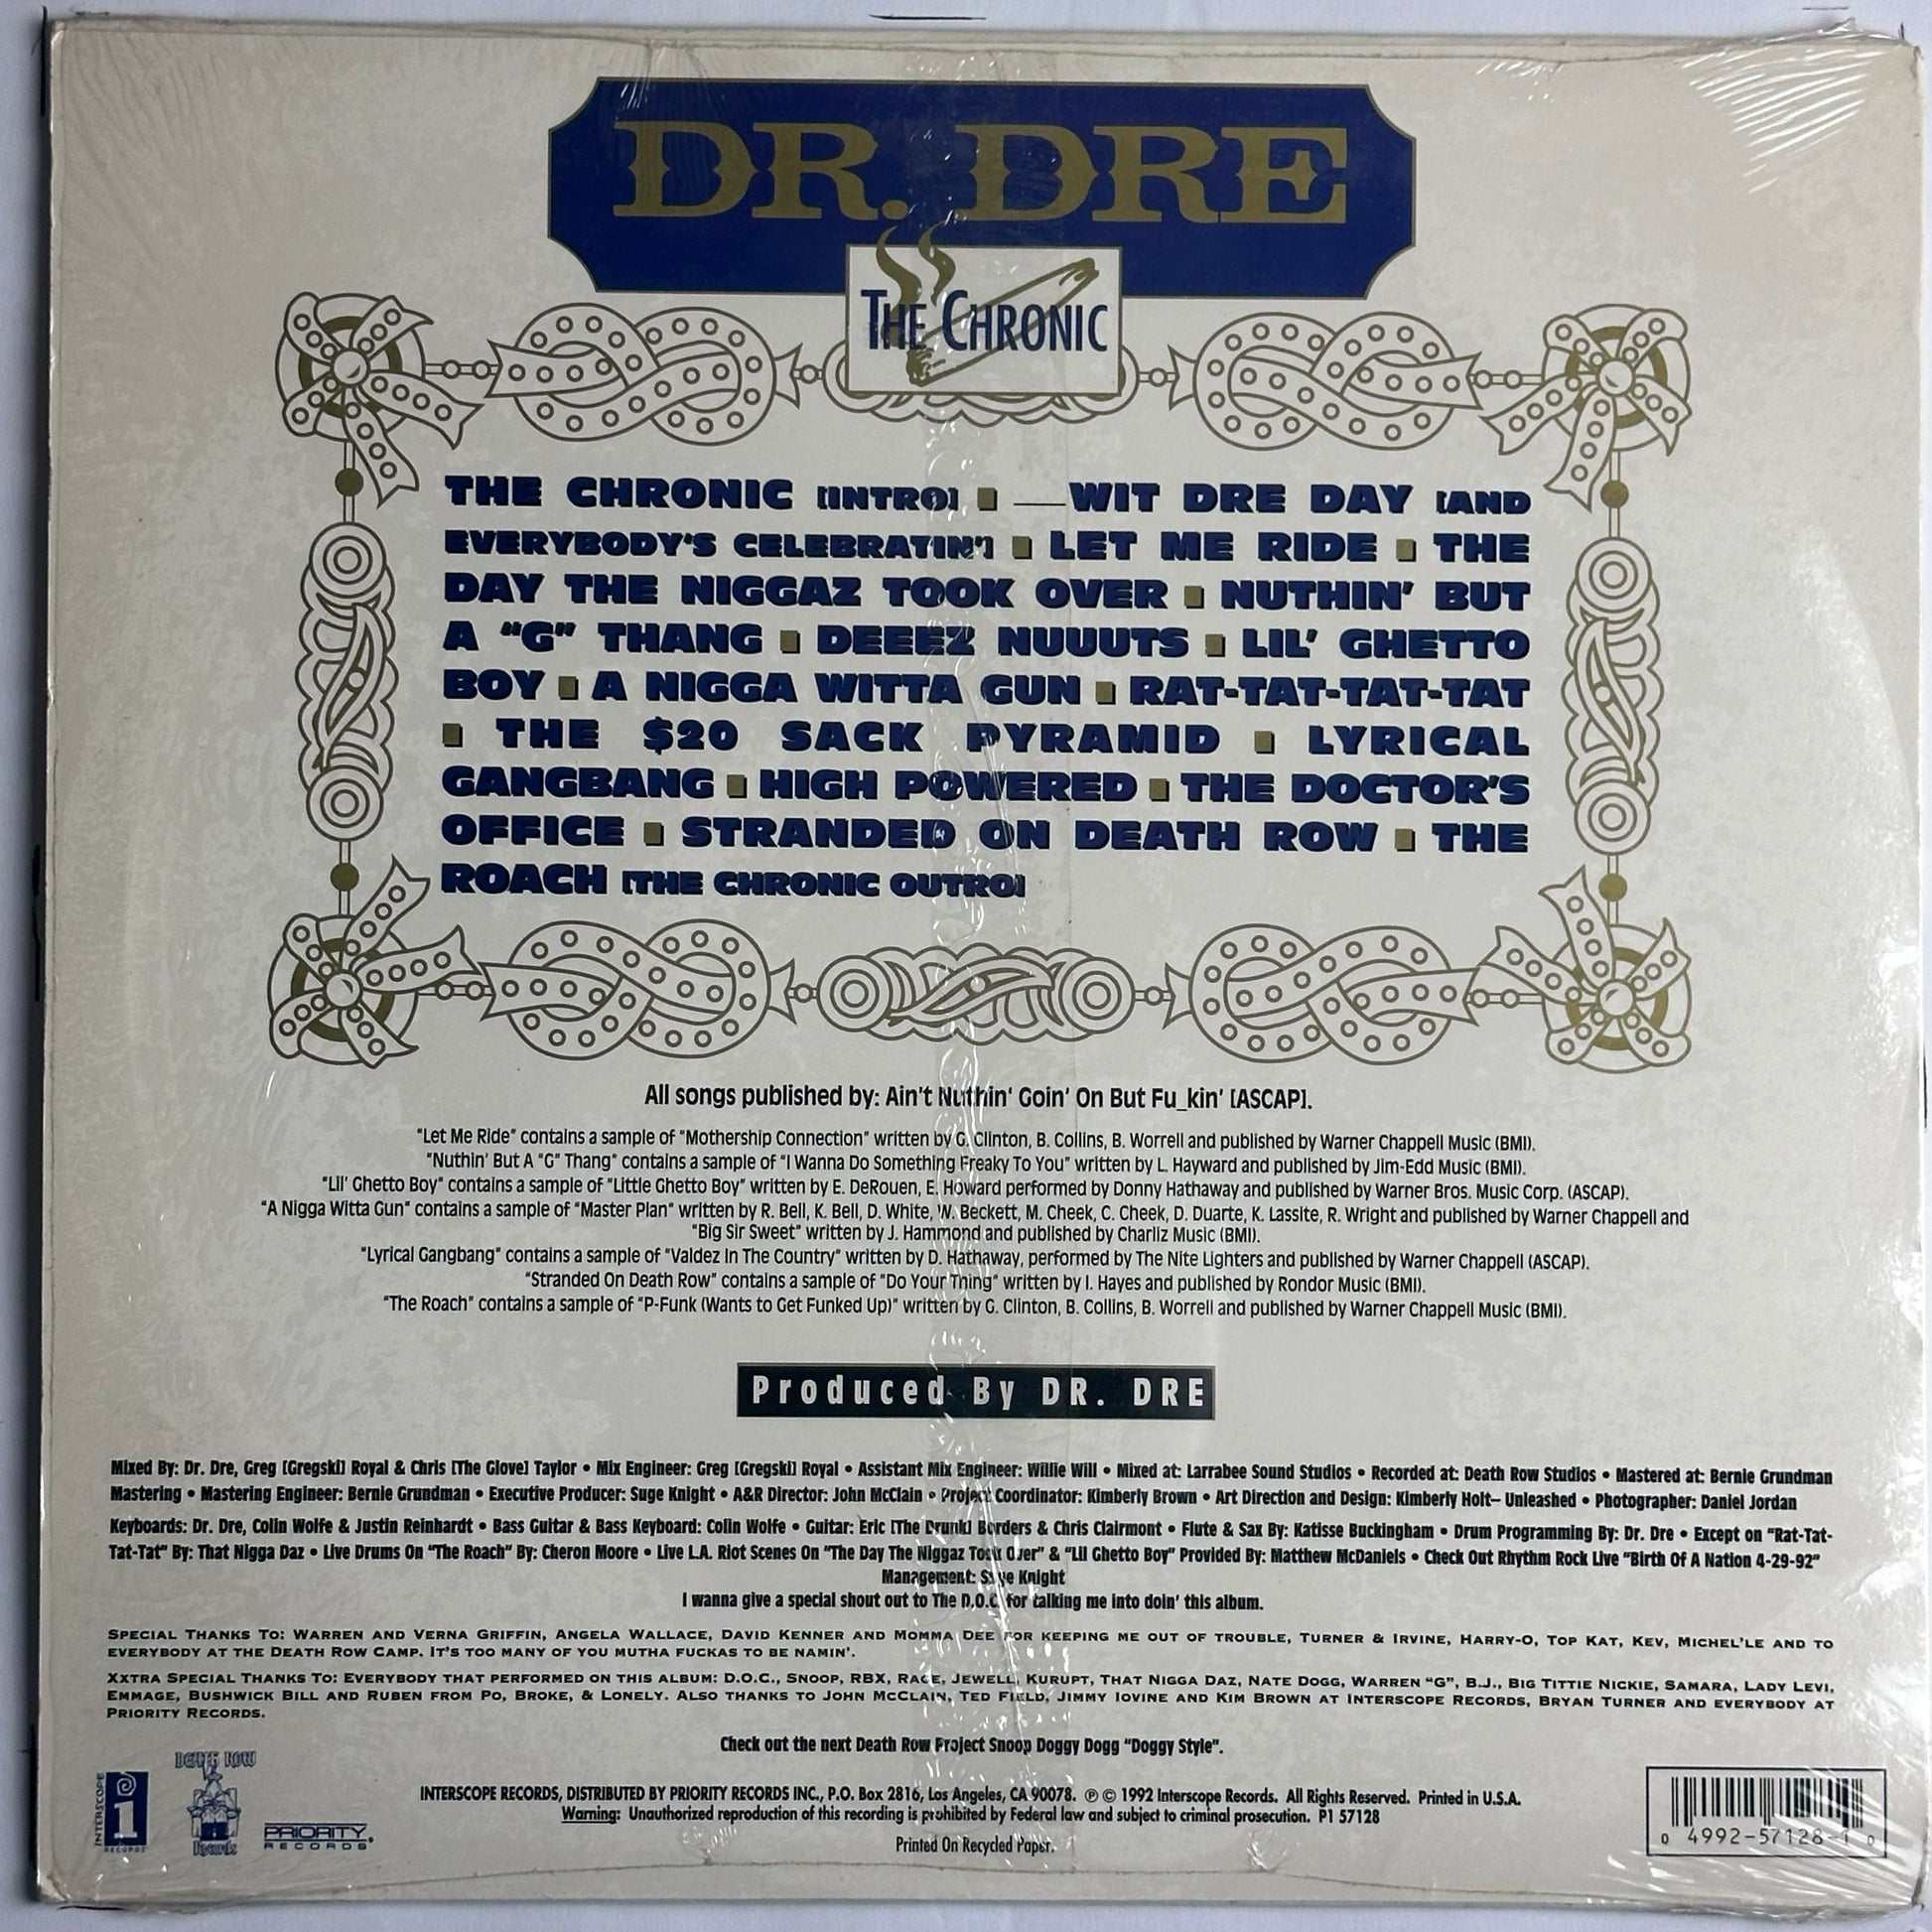 DR. DRE
THE CHRONIC
THE CHRONIC [INTRO] ■ __WIT DRE DAY [AND
EVERYBODY'S CELEBRATIN'] ■ LET ME RIDE ■ THE
DAY THE NIGGAZ TOOK OVER ■ NUTHIN' BUT
A "G" THANG ■ DEEEZ NUUUTS ■ LIL' GHETTO
BOY ■ A NIGGA WITTA GUN ■ RAT-TAT-TAT-TAT
■ THE $20 SACK PYRAMID ■ LYRICAL
GANGBANG ■ HIGH POWERED ■ THE DOCTOR'S
OFFICE ■ STRANDED ON DEATH ROW ■ THE
ROACH [THE CHRONIC OUTRO]
All songs published by: Ain't Nuthin' Goin' On But Fu_kin' [ASCAP].
"Let Me Ride" contains a sample of "Mothership Connection" written by G. Clinton, B. Collins, B. Worrell and published by Warner Chappell Music (BMI).
"Nuthin' But A "G" Thang" contains a sample of "I Wanna Do Something Freaky To You" written by L. Hayward and published by Jim-Edd Music (BMI).
"Lil' Ghetto Boy" contains a sample of "Little Ghetto Boy" written by E. DeRouen, E. Howard performed by Donny Hathaway and published by Warner Bros. Music Corp. (ASCAP).
"A Nigga Witta Gun" contains a sample of "Master Plan" written by R. Bell, K. Bell, D. White, W. Beckett, M. Cheek, C. Cheek, D. Duarte, K. Lassite, R. Wright and published by Warner Chappell and
"Big Sir Sweet" written by J. Hammond and published by Charliz Music (BMI).
"Lyrical Gangbang" contains a sample of "Valdez In The Country" written by D. Hathaway, performed by The Nite Lighters and published by Warner Chappell (ASCAP).
"Stranded On Death Row" contains a sample of "Do Your Thing" written by I. Hayes and published by Rondor Music (BMI).
"The Roach" contains a sample of "P-Funk (Wants to Get Funked Up)" written by G. Clinton, B. Collins, B. Worrell and published by Warner Chappell Music (BMI).
Produced By DR. DRE
Mixed By: Dr. Dre, Greg [Gregski] Royal & Chris [The Glove] Taylor • Mix Engineer: Greg [Gregski] Royal • Assistant Mix Engineer: Willie Will • Mixed at: Larrabee Sound Studios • Recorded at: Death Row Studios • Mastered at: Bernie Grundman
Mastering • Mastering Engineer: Bernie Grundman • Executive Producer: Suge Knight • A&R Director: John McClain • Project Coordinator: Kimberly Brown • Art Direction and Design: Kimberly Holt– Unleashed • Photographer: Daniel Jordan
Keyboards: Dr. Dre, Colin Wolfe & Justin Reinhardt • Bass Guitar & Bass Keyboard: Colin Wolfe • Guitar: Eric [The Drunk] Borders & Chris Clairmont • Flute & Sax By: Katisse Buckingham • Drum Programming By: Dr. Dre • Except on "Rat-Tat-
Tat-Tat" By: That Nigga Daz • Live Drums On "The Roach" By: Cheron Moore • Live L.A. Riot Scenes On "The Day The Niggaz Took Over" & "Lil Ghetto Boy" Provided By: Matthew McDaniels • Check Out Rhythm Rock Live "Birth Of A Nation 4-29-92"
Management: Suge Knight
I wanna give a special shout out to The D.O.C. for talking me into doin' this album.
SPECIAL THANKS TO: WARREN AND VERNA GRIFFIN, ANGELA WALLACE, DAVID KENNER AND MOMMA DEE FOR KEEPING ME OUT OF TROUBLE, TURNER & IRVINE, HARRY-O, TOP KAT, KEV, MICHEL'LE AND TO
EVERYBODY AT THE DEATH ROW CAMP. IT'S TOO MANY OF YOU MUTHA FUCKAS TO BE NAMIN'.
XXTRA SPECIAL THANKS TO: EVERYBODY THAT PERFORMED ON THIS ALBUM: D.O.C., SNOOP, RBX, RAGE, JEWELL, KURUPT, THAT NIGGA DAZ, NATE DOGG, WARREN "G", B.J., BIG TITTIE NICKIE, SAMARA, LADY LEVI,
EMMAGE, BUSHWICK BILL AND RUBEN FROM PO, BROKE, & LONELY. ALSO THANKS TO JOHN MCCLAIN, TED FIELD, JIMMY IOVINE AND KIM BROWN AT INTERSCOPE RECORDS, BRYAN TURNER AND EVERYBODY AT
PRIORITY RECORDS.
Check out the next Death Row Project Snoop Doggy Dogg "Doggy Style".
INTERSCOPE RECORDS
DEATH ROW Records
PRIORITY RECORDS®
INTERSCOPE RECORDS, DISTRIBUTED BY PRIORITY RECORDS INC., P.O. Box 2816, Los Angeles, CA 90078. ℗ © 1992 Interscope Records. All Rights Reserved. Printed in U.S.A.
Warning: Unauthorized reproduction of this recording is prohibited by Federal law and subject to criminal prosecution. P1 57128
Printed On Recycled Paper.
0 4992-57128-1 0